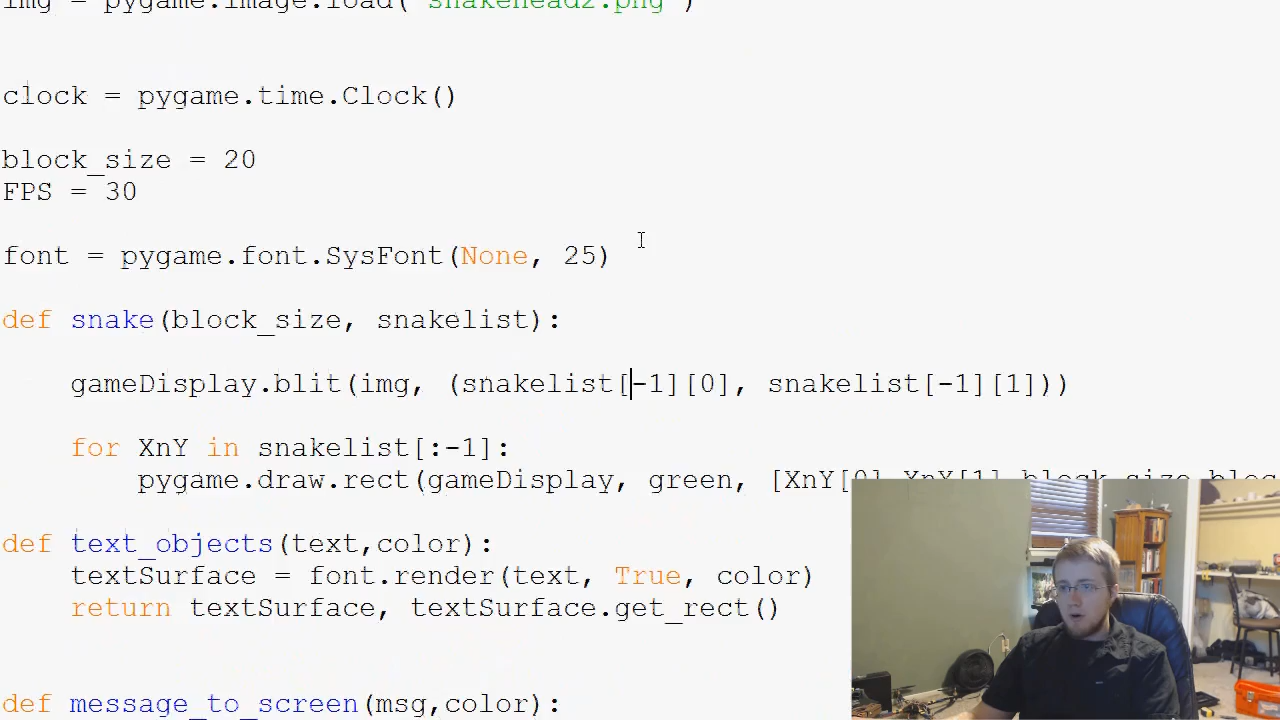 img = pygame.image.load('snakehead2.png')
clock = pygame.time.Clock()
block_size = 20
FPS = 30
font = pygame.font.SysFont(None, 25)
def snake(block_size, snakelist):
gameDisplay.blit(img, (snakelist[-1][0], snakelist[-1][1]))
for XnY in snakelist[:-1]:
pygame.draw.rect(gameDisplay, green, [XnY[0] XnY[1] block_size
def text_objects(text,color):
textSurface = font.render(text, True, color)
return textSurface, textSurface.get_rect()
def message_to_screen(msg,color):